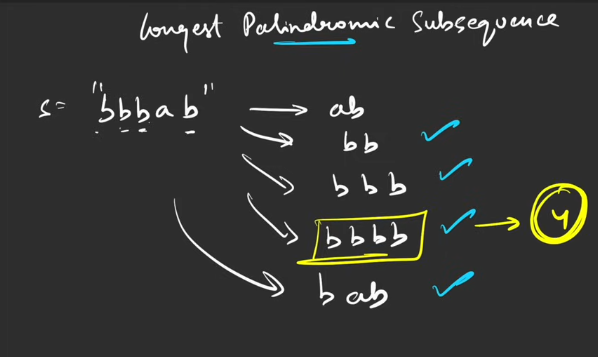 Longest Palindromic Subsequence
s= "bbbab" → ab
bb ✓
bbb ✓
bbbb ✓ → 4
bab ✓